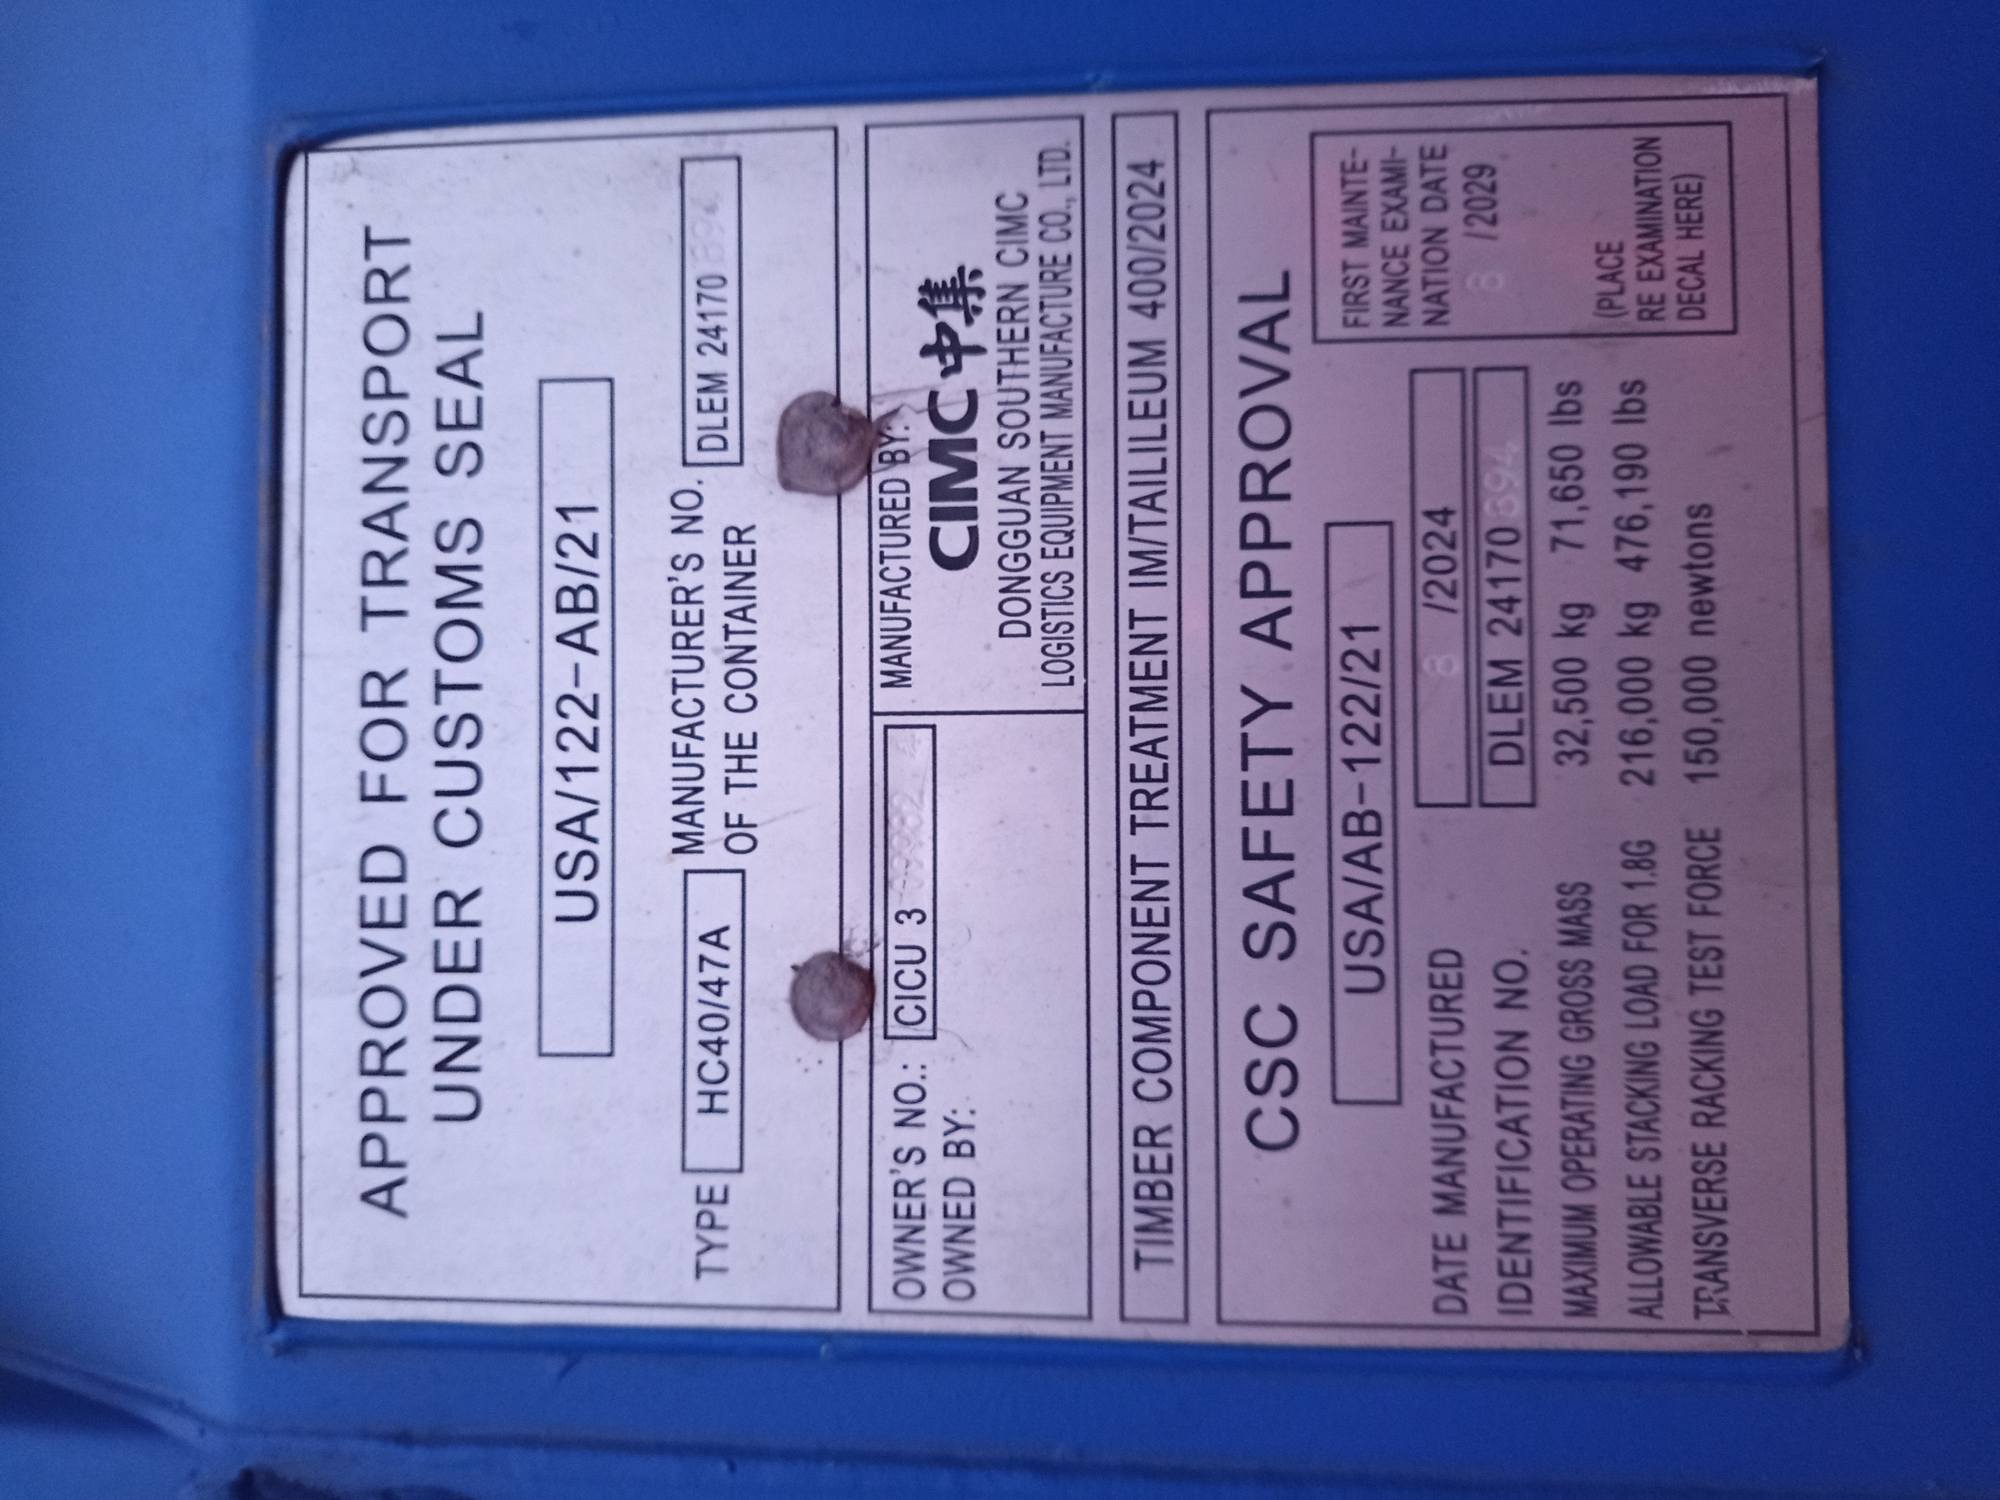 APPROVED FOR TRANSPORT
UNDER CUSTOMS SEAL
USA/122-AB/21
TYPE HC40/47A MANUFACTURER'S NO.
OF THE CONTAINER
DLEM 24170 894
OWNER'S NO.: CICU 3
OWNED BY:
MANUFACTURED BY:
CIMC 中集
DONGGUAN SOUTHERN CIMC
LOGISTICS EQUIPMENT MANUFACTURE CO., LTD.
TIMBER COMPONENT TREATMENT IM/TAILILEUM 400/2024
CSC SAFETY APPROVAL
USA/AB-122/21
DATE MANUFACTURED 8 /2024
IDENTIFICATION NO. DLEM 24170 894
MAXIMUM OPERATING GROSS MASS 32,500 kg 71,650 lbs
ALLOWABLE STACKING LOAD FOR 1.8G 216,000 kg 476,190 lbs
TRANSVERSE RACKING TEST FORCE 150,000 newtons
FIRST MAINTE-
NANCE EXAMI-
NATION DATE
8 /2029
(PLACE
RE EXAMINATION
DECAL HERE)